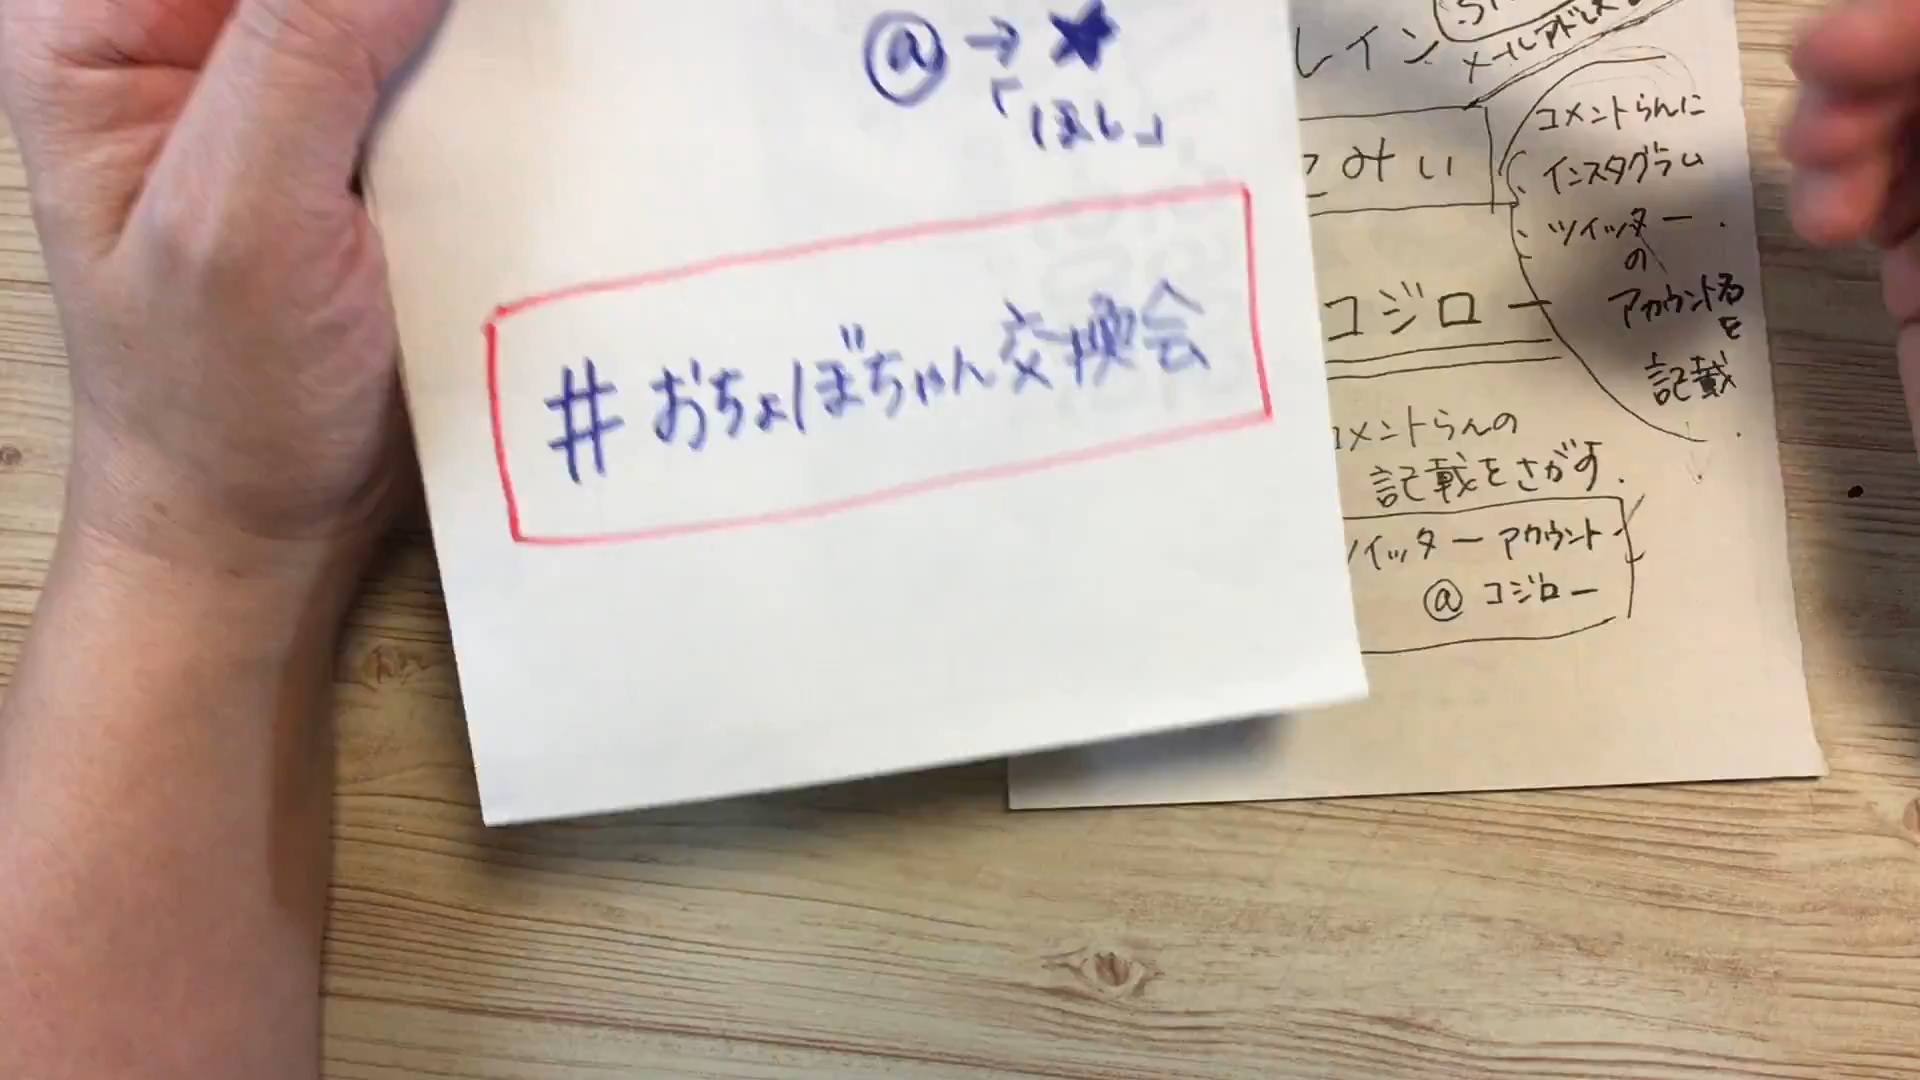 @→★
「ほし」
#おちょぼちゃん交換会
レイン
メールアドレス
とみい
コジロー
コメントらんに
インスタグラム
ツイッター
の
アカウント名
を
記載
コメントらんの
記載をさがす.
ツイッターアカウント
@コジロー